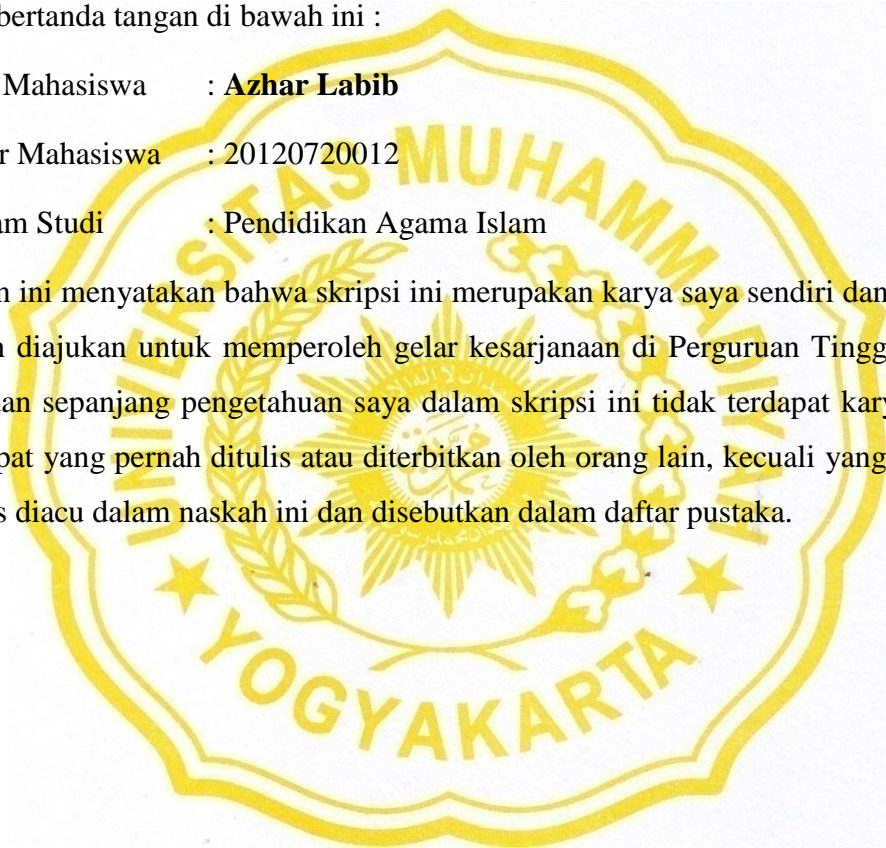 bertanda tangan di bawah ini :
Mahasiswa : Azhar Labib
r Mahasiswa : 20120720012
am Studi : Pendidikan Agama Islam
n ini menyatakan bahwa skripsi ini merupakan karya saya sendiri dan
n diajukan untuk memperoleh gelar kesarjanaan di Perguruan Tingg
dan sepanjang pengetahuan saya dalam skripsi ini tidak terdapat kary
pat yang pernah ditulis atau diterbitkan oleh orang lain, kecuali yang
s diacu dalam naskah ini dan disebutkan dalam daftar pustaka.
UNIVERSITAS MUHAMMADIYAH
YOGYAKARTA